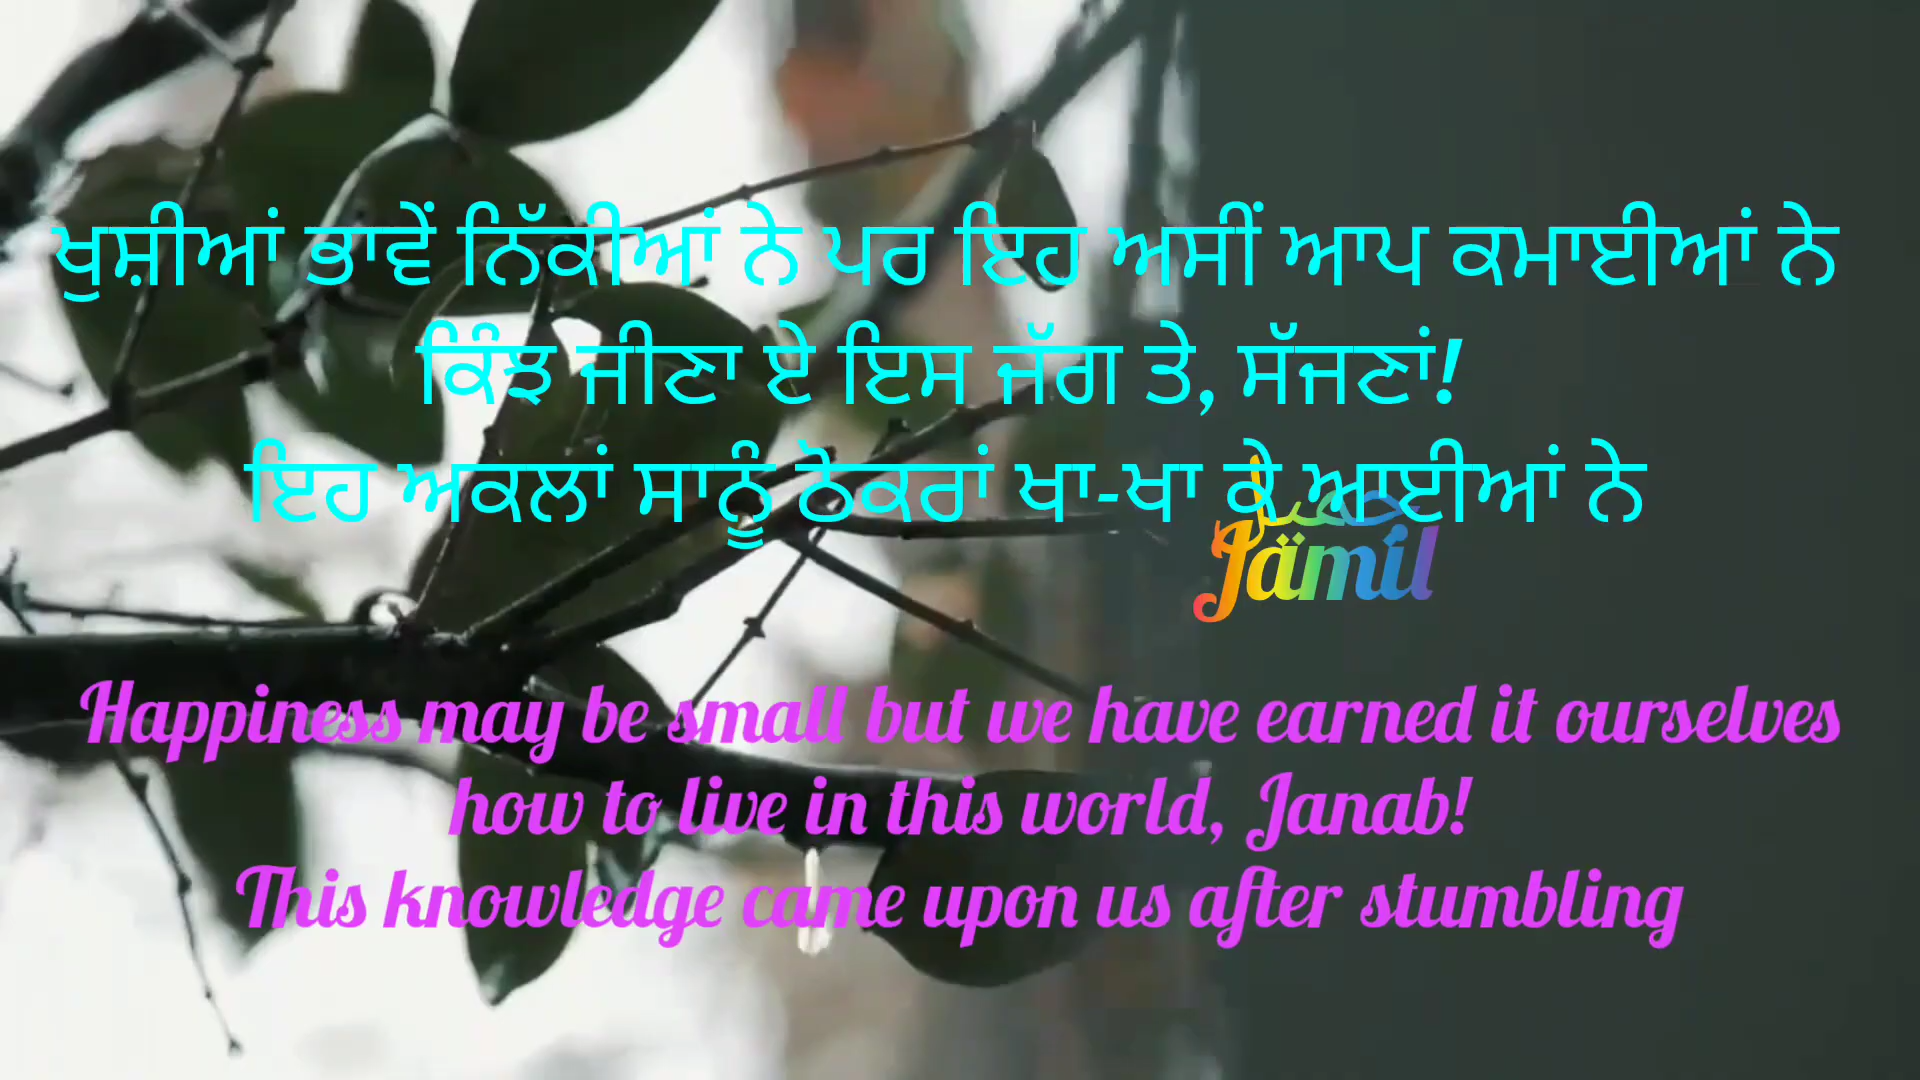 ਖੁਸ਼ੀਆਂ ਭਾਵੇਂ ਨਿੱਕੀਆਂ ਨੇ ਪਰ ਇਹ ਅਸੀਂ ਆਪ ਕਮਾਈਆਂ ਨੇ
ਕਿੰਝ ਜੀਣਾ ਏ ਇਸ ਜੱਗ ਤੇ, ਸੱਜਣਾਂ!
ਇਹ ਅਕਲਾਂ ਸਾਨੂੰ ਠੋਕਰਾਂ ਖਾ-ਖਾ ਕੇ ਆਈਆਂ ਨੇ
جميل
Jamil
Happiness may be small but we have earned it ourselves
how to live in this world, Janab!
This knowledge came upon us after stumbling